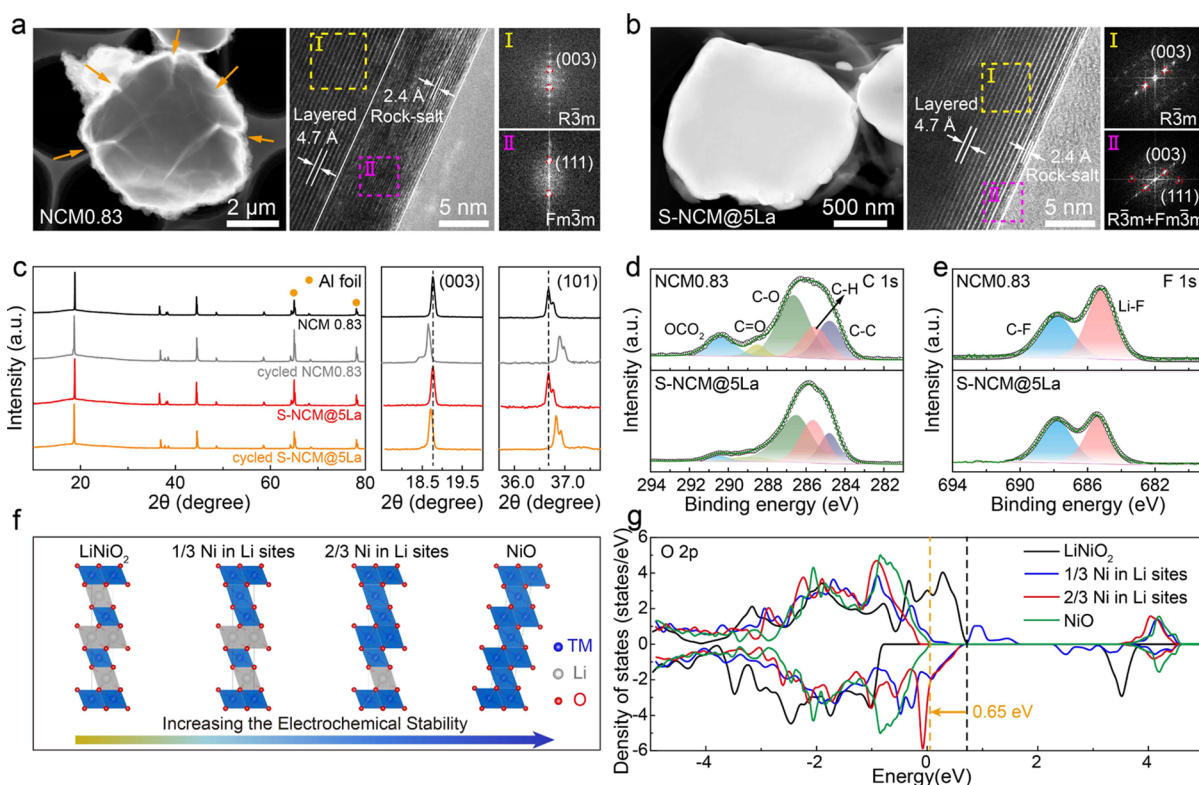 a
I
Layered
4.7 Å
2.4 Å
Rock-salt
II
NCM0.83
2 μm
5 nm
I
(003)
R3̄m
II
(111)
Fm3̄m
b
I
Layered
4.7 Å
2.4 Å
Rock-salt
S-NCM@5La
500 nm
5 nm
I
(003)
R3̄m
II
(003)
(111)
R3̄m+Fm3̄m
c
Intensity (a.u.)
Al foil
NCM 0.83
cycled NCM0.83
S-NCM@5La
cycled S-NCM@5La
20 40 60 80
2θ (degree)
(003)
18.5 19.5
2θ (degree)
(101)
36.0 37.0
2θ (degree)
d
Intensity (a.u.)
NCM0.83
C 1s
C-H
C-O
OCO2
C=O
C-C
S-NCM@5La
294 292 290 288 286 284 282
Binding energy (eV)
e
Intensity (a.u.)
NCM0.83
F 1s
Li-F
C-F
S-NCM@5La
694 690 686 682
Binding energy (eV)
f
LiNiO2
1/3 Ni in Li sites
2/3 Ni in Li sites
NiO
TM
Li
O
Increasing the Electrochemical Stability
g
Density of states (states/eV)
6
4
2
0
-2
-4
-6
O 2p
LiNiO2
1/3 Ni in Li sites
2/3 Ni in Li sites
NiO
0.65 eV
-4 -2 0 2 4
Energy(eV)